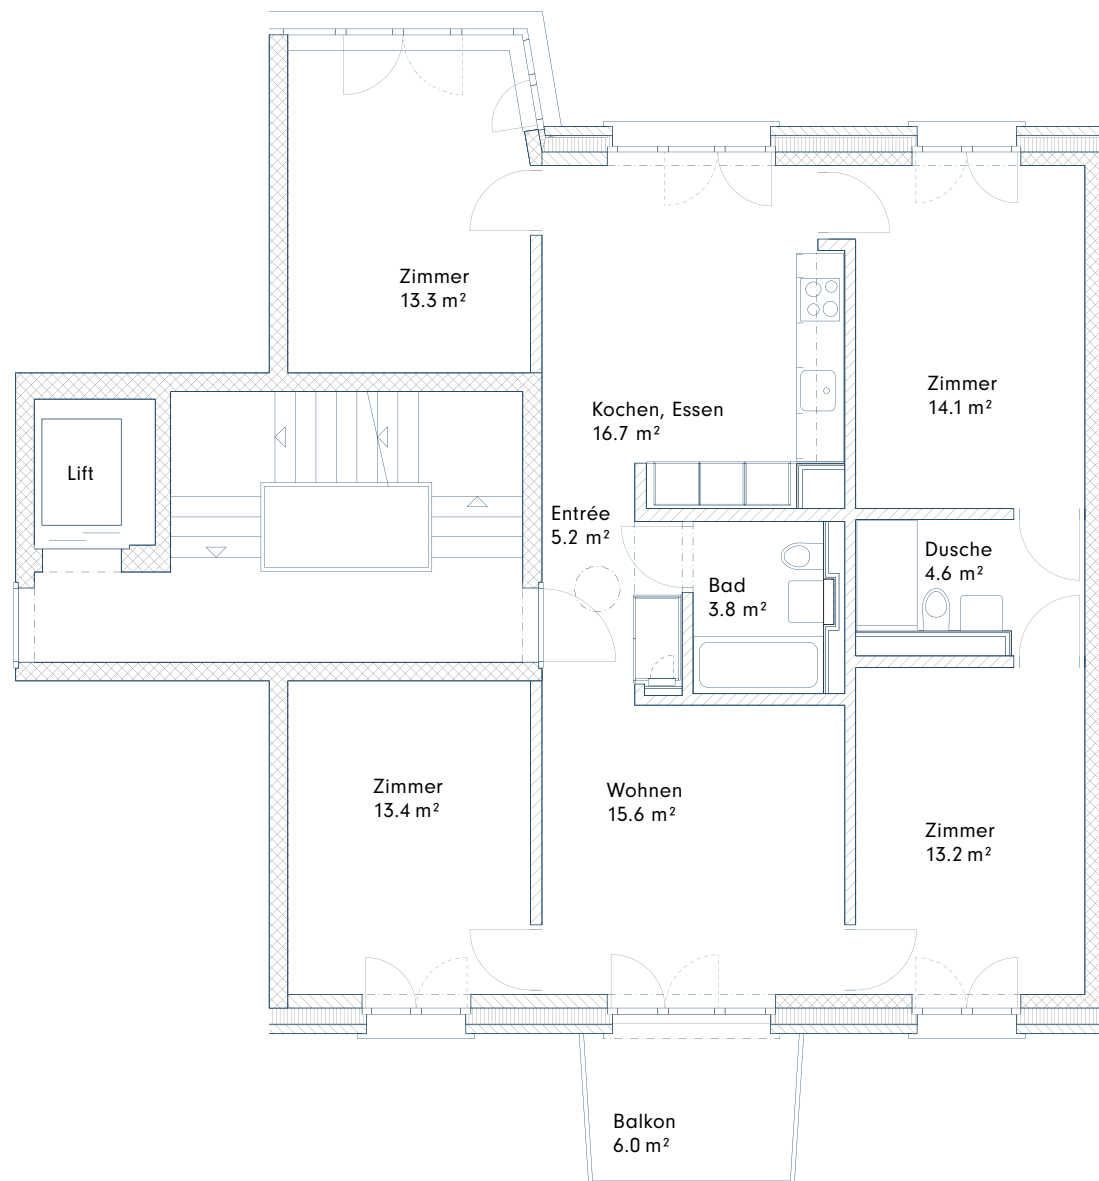 Zimmer
13.3 m²
Zimmer
14.1 m²
Kochen, Essen
16.7 m²
Lift
Entrée
5.2 m²
Dusche
4.6 m²
Bad
3.8 m²
Zimmer
13.4 m²
Wohnen
15.6 m²
Zimmer
13.2 m²
Balkon
6.0 m²